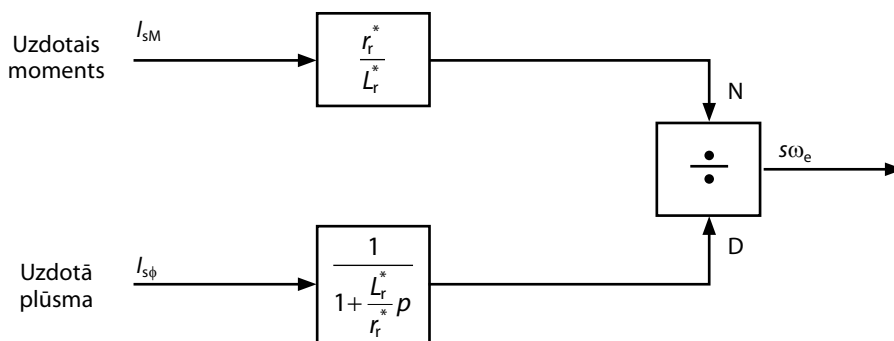 Uzdotais
moments
I_sM
r_r^*
L_r^*
N
÷
sω_e
D
Uzdotā
plūsma
I_sϕ
1
1+ L_r^*/r_r^* p